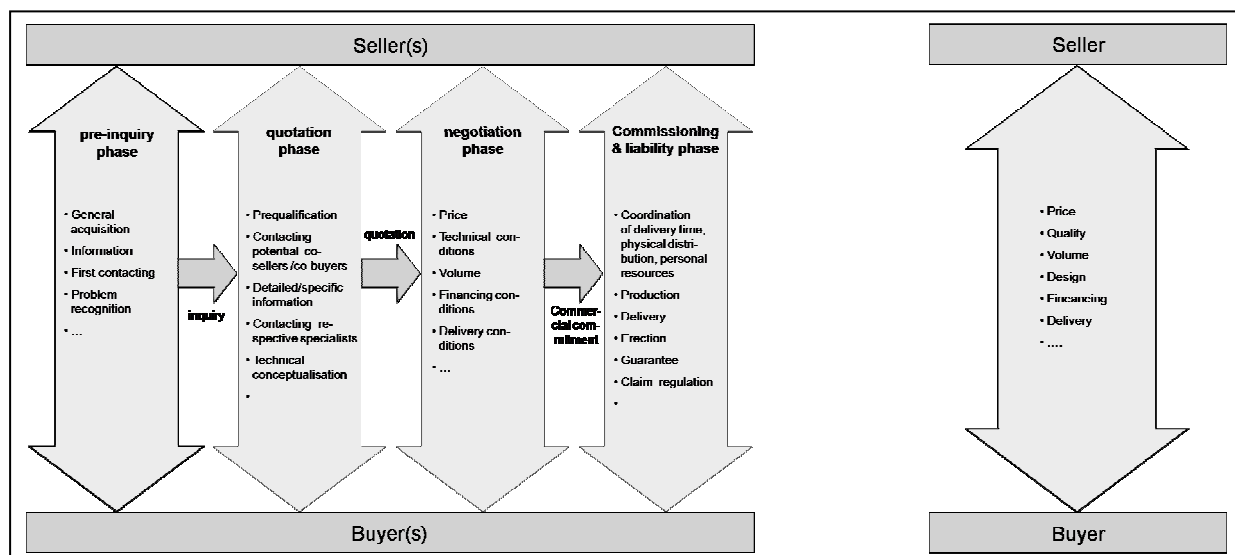 Seller(s)
pre-inquiry
phase
• General
acquisition
• Information
• First contacting
• Problem
recognition
• ...
inquiry
quotation
phase
• Prequalification
• Contacting
potential co-
sellers /co buyers
• Detailed/specific
information
• Contacting re-
spective specialists
• Technical
conceptualisation
•
quotation
negotiation
phase
• Price
• Technical con-
ditions
• Volume
• Financing con-
ditions
• Delivery con-
ditions
• ...
Commer-
cial com-
mitment
Commissioning
& liability phase
• Coordination
of delivery time,
physical distri-
bution, personal
resources
• Production
• Delivery
• Erection
• Guarantee
• Claim regulation
•
Buyer(s)
Seller
• Price
• Quality
• Volume
• Design
• Fincancing
• Delivery
• ....
Buyer